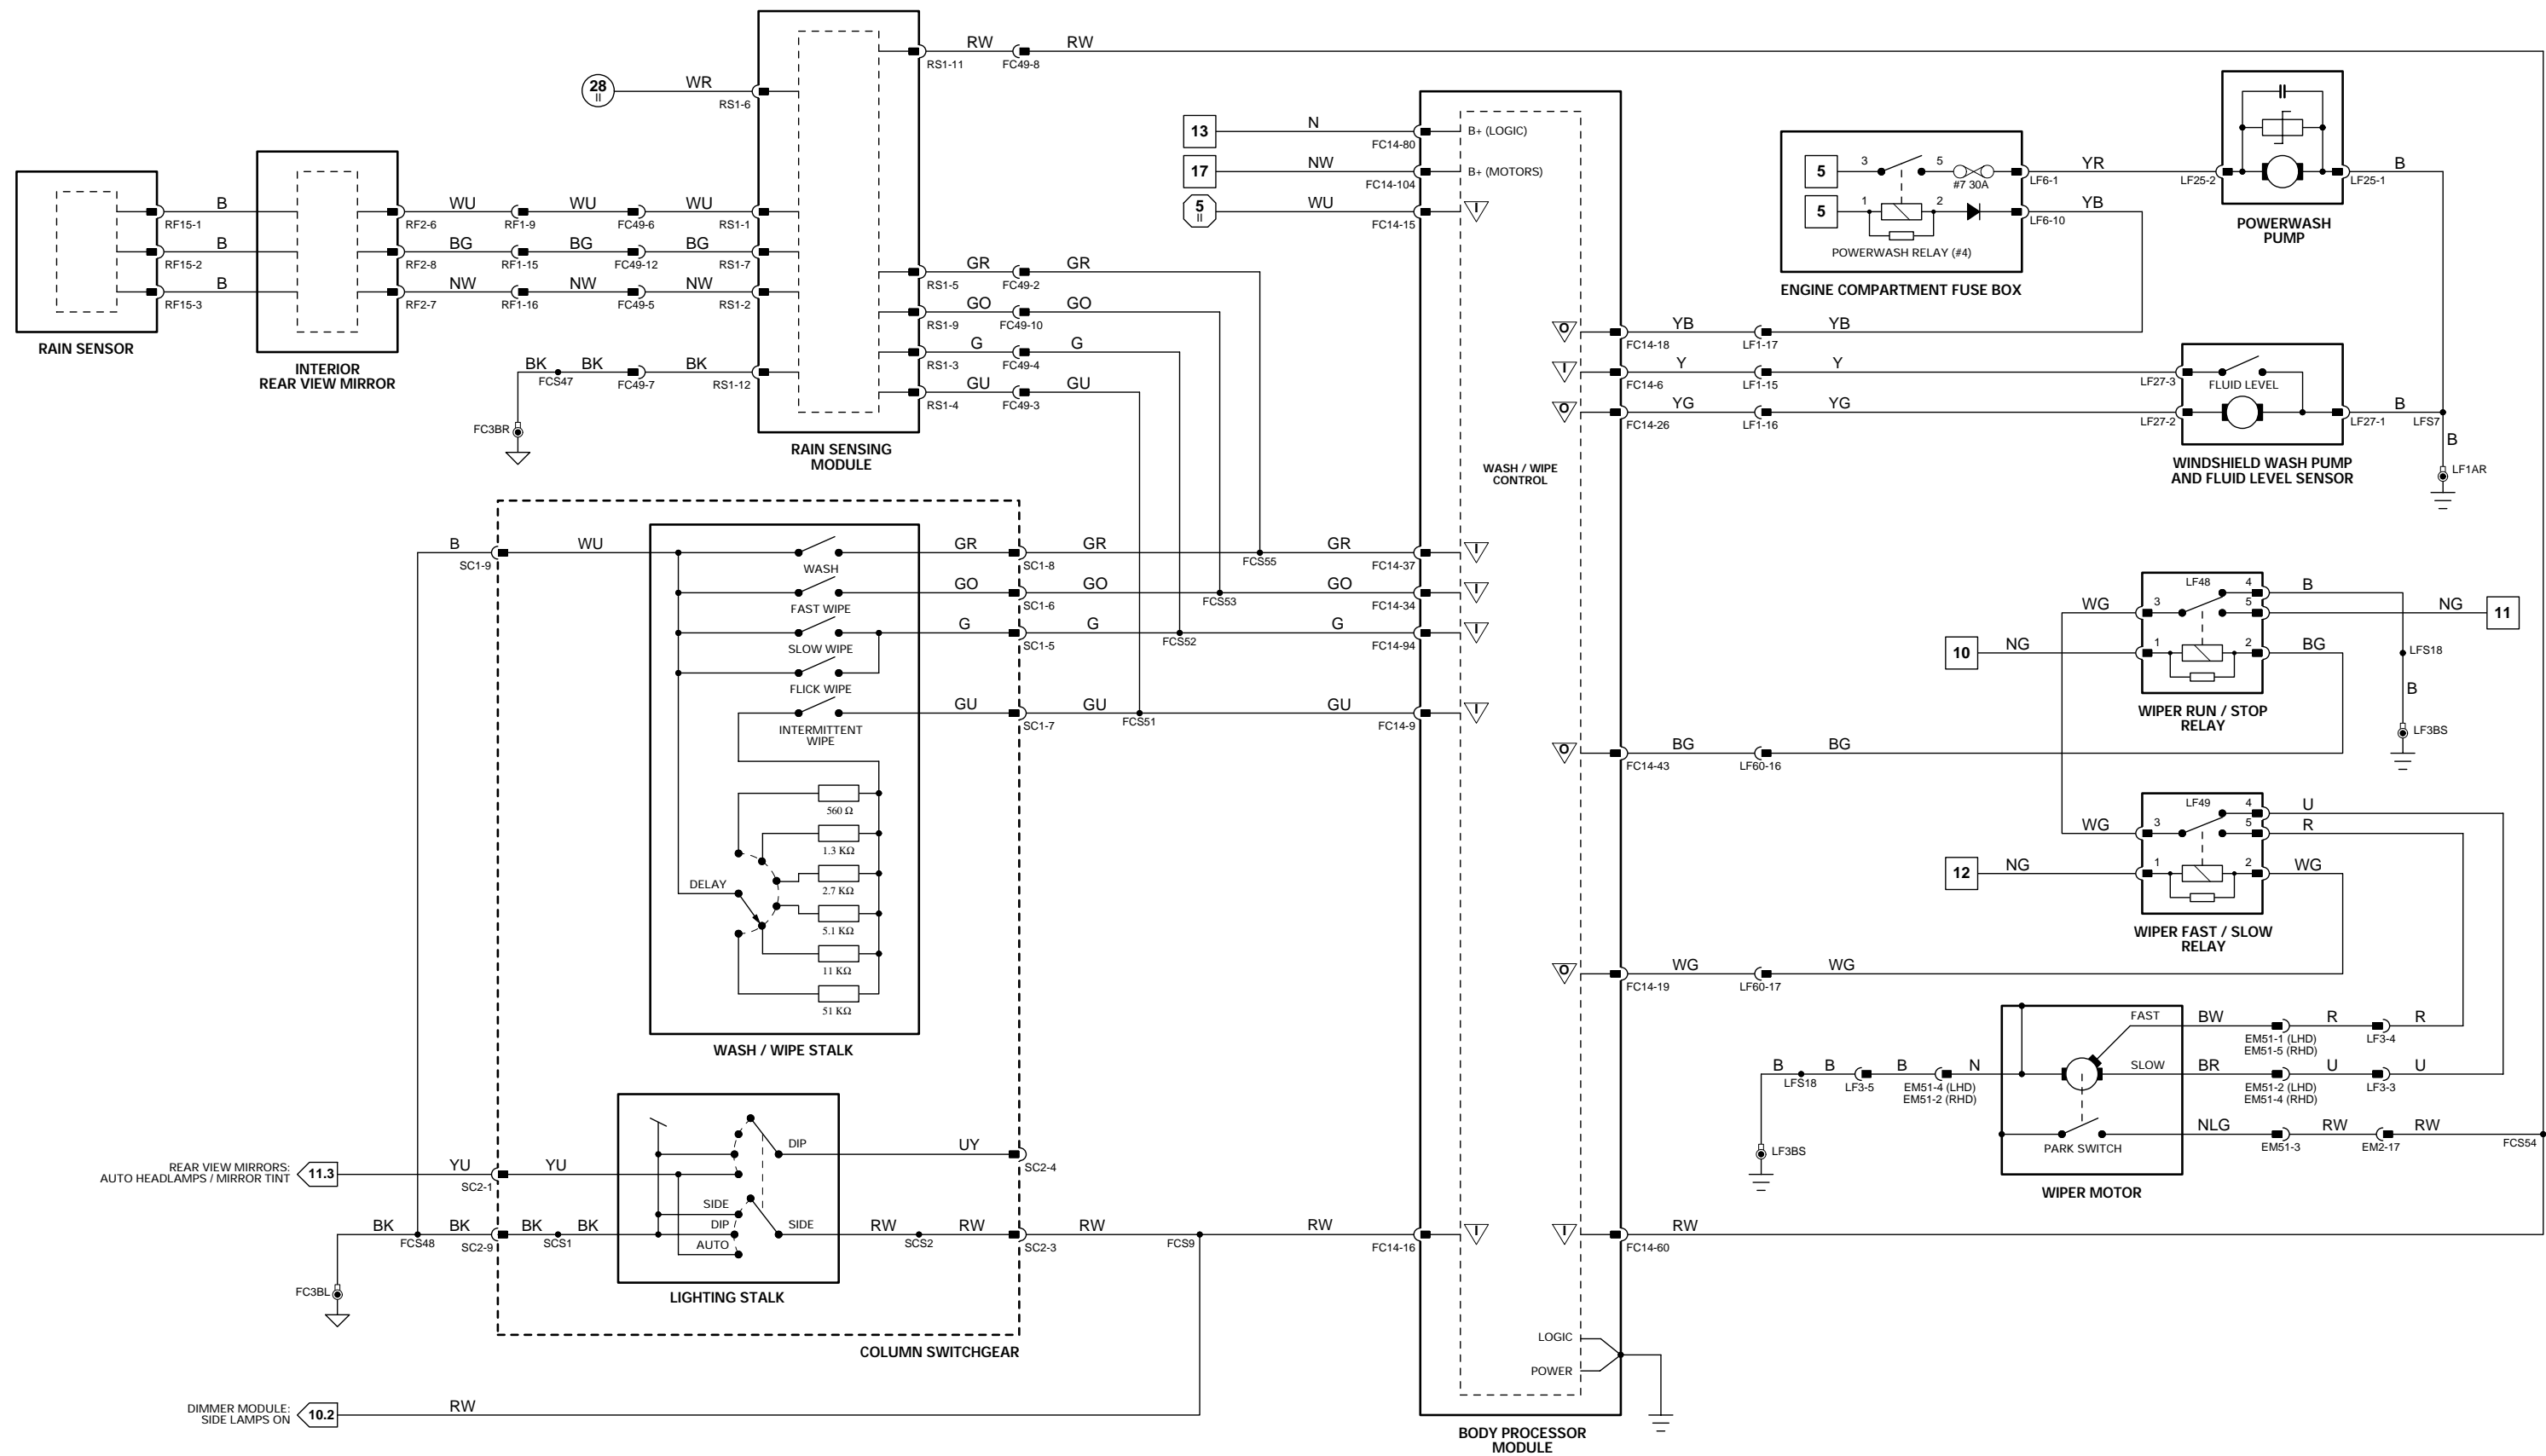 RW
RW
RS1-11
FC49-8
28
II
WR
RS1-6
13
N
FC14-80
B+ (LOGIC)
17
NW
FC14-104
B+ (MOTORS)
5
II
WU
FC14-15
I
5
3
5
#7 30A
LF6-1
YR
LF25-2
LF25-1
B
5
1
2
LF6-10
YB
POWERWASH RELAY (#4)
ENGINE COMPARTMENT FUSE BOX
POWERWASH
PUMP
B
RF15-1
B
RF15-2
B
RF15-3
RAIN SENSOR
INTERIOR
REAR VIEW MIRROR
RF2-6
WU
RF1-9
WU
FC49-6
WU
RS1-1
RF2-8
BG
RF1-15
BG
FC49-12
BG
RS1-7
RF2-7
NW
RF1-16
NW
FC49-5
NW
RS1-2
BK
FCS47
BK
FC49-7
BK
RS1-12
FC3BR
RAIN SENSING
MODULE
GR
GR
RS1-5
FC49-2
GO
GO
RS1-9
FC49-10
G
G
RS1-3
FC49-4
GU
GU
RS1-4
FC49-3
O
FC14-18
YB
LF1-17
YB
I
FC14-6
Y
LF1-15
Y
LF27-3
FLUID LEVEL
O
FC14-26
YG
LF1-16
YG
LF27-2
LF27-1
B
LFS7
B
LF1AR
WINDSHIELD WASH PUMP
AND FLUID LEVEL SENSOR
WASH / WIPE
CONTROL
B
SC1-9
WU
WASH
GR
SC1-8
GR
FCS55
GR
FC14-37
I
FAST WIPE
GO
SC1-6
GO
FCS53
GO
FC14-34
I
SLOW WIPE
G
SC1-5
G
FCS52
G
FC14-94
I
FLICK WIPE
INTERMITTENT
WIPE
GU
SC1-7
GU
FCS51
GU
FC14-9
I
DELAY
560 Ω
1.3 KΩ
2.7 KΩ
5.1 KΩ
11 KΩ
51 KΩ
WASH / WIPE STALK
LF48
3
4
5
1
2
WG
B
NG
11
10
NG
BG
LFS18
B
LF3BS
WIPER RUN / STOP
RELAY
O
FC14-43
BG
LF60-16
BG
LF49
3
4
5
1
2
WG
U
R
12
NG
WG
WIPER FAST / SLOW
RELAY
O
FC14-19
WG
LF60-17
WG
FAST
BW
EM51-1 (LHD)
EM51-5 (RHD)
R
LF3-4
R
SLOW
BR
EM51-2 (LHD)
EM51-4 (RHD)
U
LF3-3
U
B
LFS18
B
LF3-5
B
EM51-4 (LHD)
EM51-2 (RHD)
N
LF3BS
PARK SWITCH
NLG
EM51-3
RW
EM2-17
RW
FCS54
WIPER MOTOR
REAR VIEW MIRRORS:
AUTO HEADLAMPS / MIRROR TINT
11.3
YU
SC2-1
YU
DIP
UY
SC2-4
SIDE
DIP
AUTO
SIDE
BK
FCS48
BK
SC2-9
BK
SCS1
BK
RW
SCS2
RW
SC2-3
RW
FCS9
RW
FC14-16
I
I
FC14-60
RW
FC3BL
LIGHTING STALK
COLUMN SWITCHGEAR
LOGIC
POWER
DIMMER MODULE:
SIDE LAMPS ON
10.2
RW
BODY PROCESSOR
MODULE